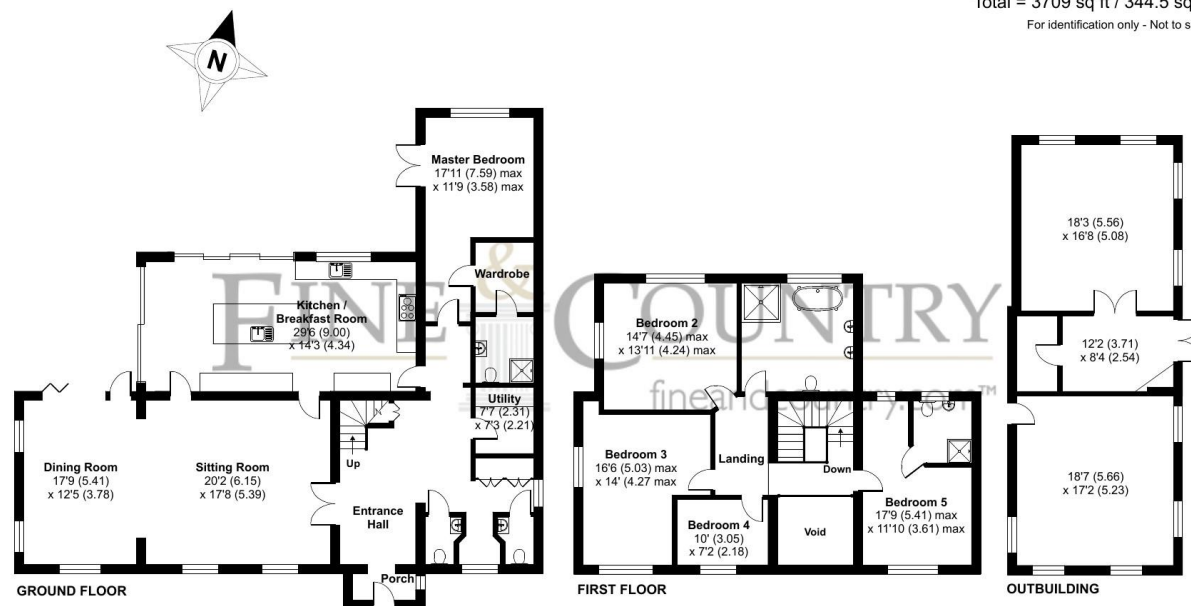 Total = 3709 sq ft / 344.5 sq
For identification only - Not to s
N
Master Bedroom
17'11 (7.59) max
x 11'9 (3.58) max
Wardrobe
Kitchen /
Breakfast Room
29'6 (9.00)
x 14'3 (4.34)
Utility
7'7 (2.31)
x 7'3 (2.21)
Dining Room
17'9 (5.41)
x 12'5 (3.78)
Sitting Room
20'2 (6.15)
x 17'8 (5.39)
Up
Entrance
Hall
Porch
GROUND FLOOR
Bedroom 2
14'7 (4.45) max
x 13'11 (4.24) max
Bedroom 3
16'6 (5.03) max
x 14' (4.27 max
Landing
Down
Bedroom 4
10' (3.05)
x 7'2 (2.18)
Void
Bedroom 5
17'9 (5.41) max
x 11'10 (3.61) max
FIRST FLOOR
18'3 (5.56)
x 16'8 (5.08)
12'2 (3.71)
x 8'4 (2.54)
18'7 (5.66)
x 17'2 (5.23)
OUTBUILDING
FINE & COUNTRY
fineandcountry.com™